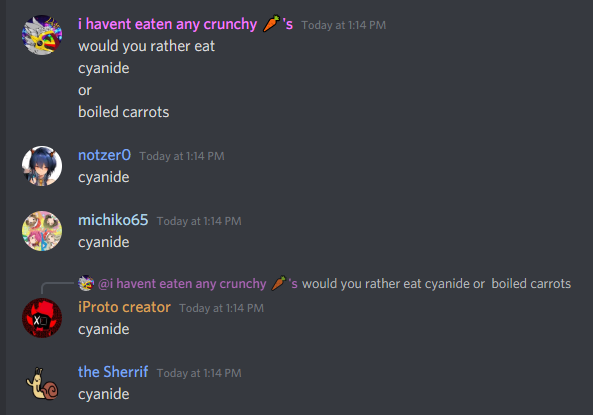 i havent eaten any crunchy 🥕's Today at 1:14 PM
would you rather eat
cyanide
or
boiled carrots
notzer0 Today at 1:14 PM
cyanide
michiko65 Today at 1:14 PM
cyanide
@i havent eaten any crunchy 🥕's would you rather eat cyanide or boiled carrots
iProto creator Today at 1:14 PM
cyanide
the Sherrif Today at 1:14 PM
cyanide